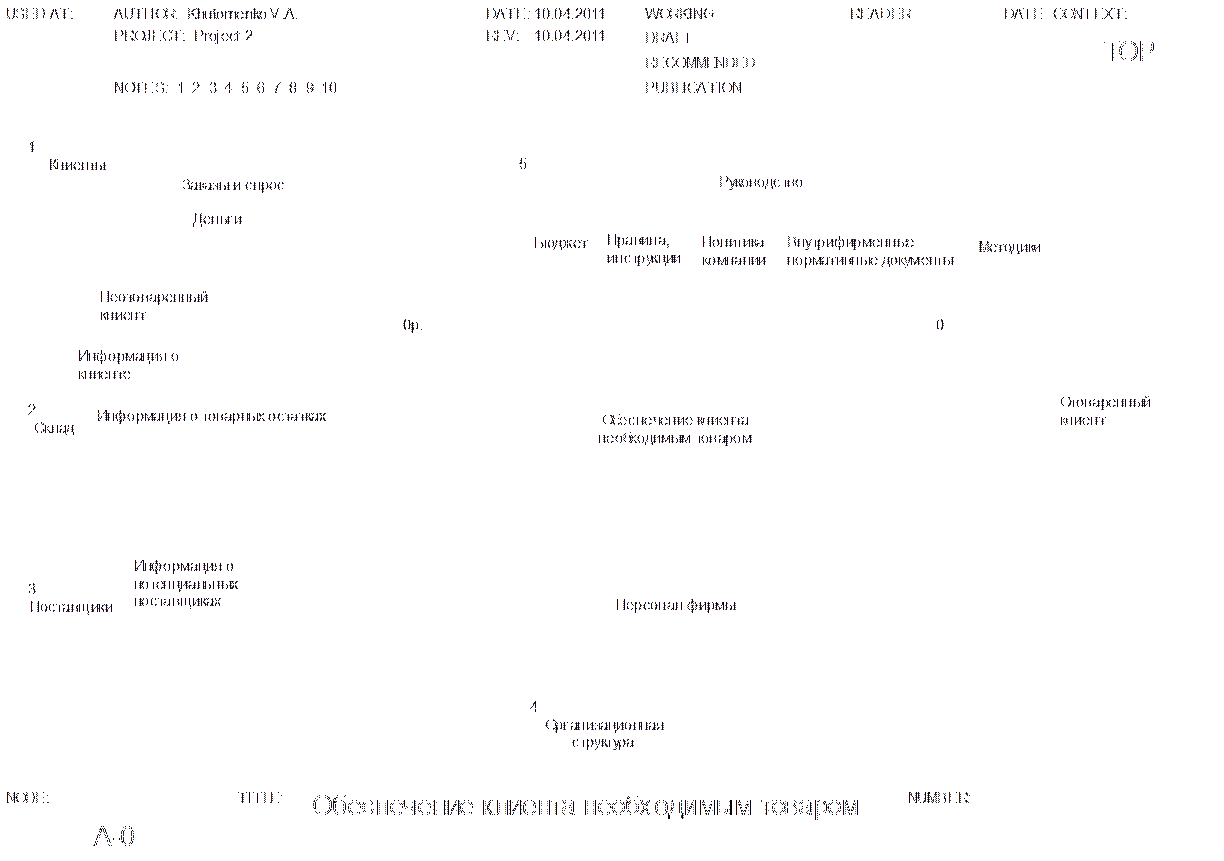 USED AT: AUTHOR: Khutornenko V.A. DATE: 10.04.2011 WORKING READER DATE CONTEXT:
PROJECT: Project 2 REV: 10.04.2011 DRAFT
TOP
RECOMMENDED
NOTES: 1 2 3 4 5 6 7 8 9 10 PUBLICATION
1
Клиенты
5
Заказы и спрос
Руководство
Деньги
Бюджет
Правила,
инструкции
Политика
компании
Внутрифирменные
нормативные документы
Методики
Неотоваренный
клиент
0р.
0
Информация о
клиенте
2
Склад
Информация о товарных остатках
Обеспечение клиента
необходимым товаром
Отоваренный
клиент
Информация о
потенциальных
поставщиках
3
Поставщики
Персонал фирмы
4
Организационная
структура
NODE: TITLE: Обеспечение клиента необходимым товаром NUMBER:
A-0